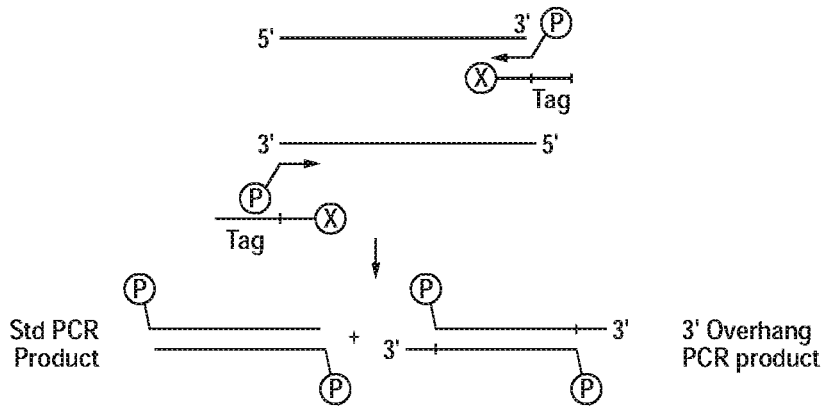 3' P
5'
X
Tag
3' 5'
P
X
Tag
P P
Std PCR + 3' 3' Overhang
Product 3' PCR product
P P